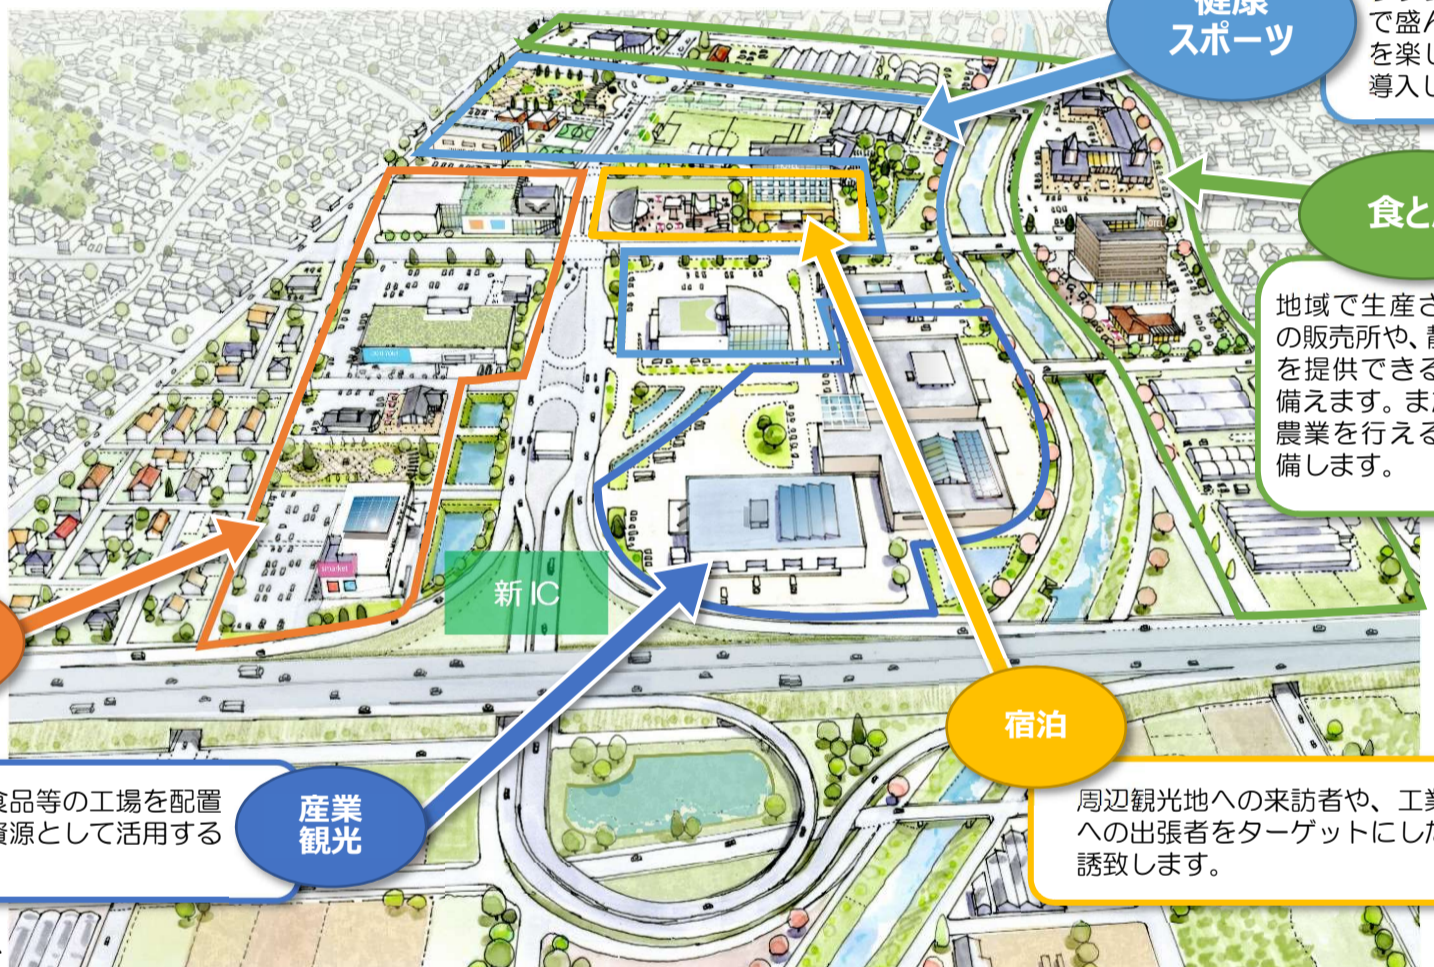 健康
スポーツ
で盛ん
を楽し
導入し
食と
地域で生産さ
の販売所や、
を提供できる
備えます。ま
農業を行える
備します。
HOTEL
smarket
新 IC
宿泊
周辺観光地への来訪者や、工業
への出張者をターゲットにした
誘致します。
産業
観光
食品等の工場を配置
資源として活用する